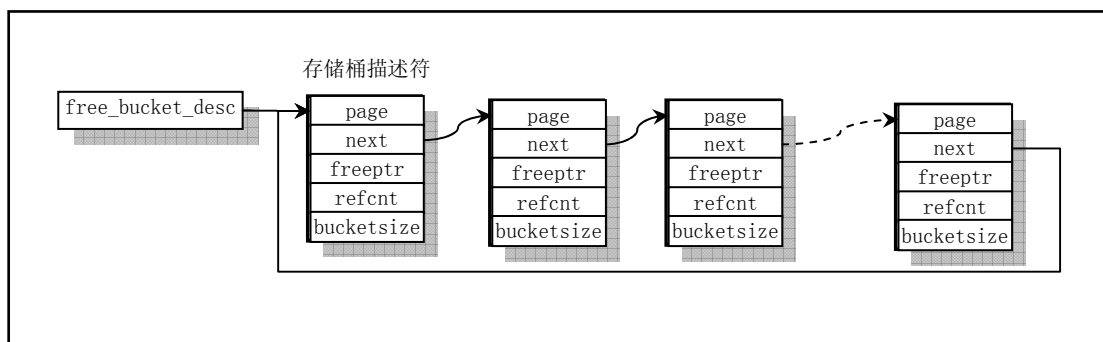 存储桶描述符
free_bucket_desc
page
next
freeptr
refcnt
bucketsize
page
next
freeptr
refcnt
bucketsize
page
next
freeptr
refcnt
bucketsize
page
next
freeptr
refcnt
bucketsize